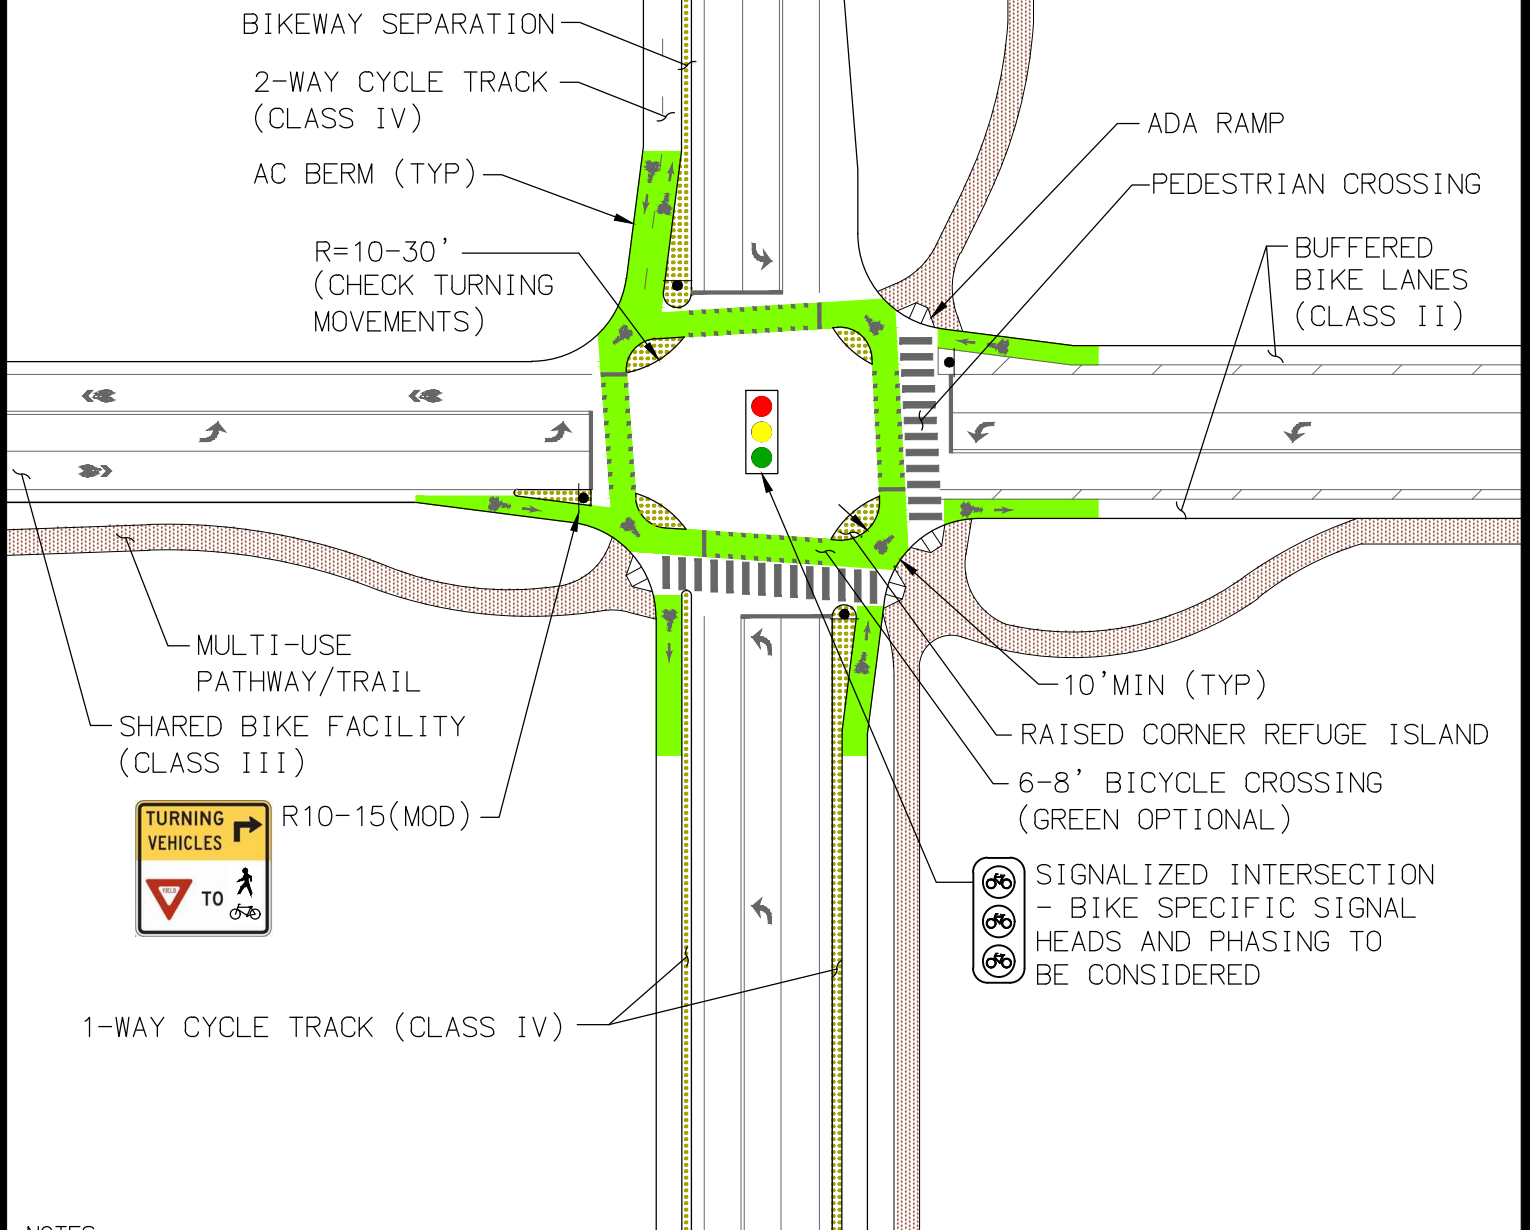 BIKEWAY SEPARATION
2-WAY CYCLE TRACK
(CLASS IV)
AC BERM (TYP)
R=10-30'
(CHECK TURNING
MOVEMENTS)
ADA RAMP
PEDESTRIAN CROSSING
BUFFERED
BIKE LANES
(CLASS II)
MULTI-USE
PATHWAY/TRAIL
SHARED BIKE FACILITY
(CLASS III)
R10-15(MOD)
TURNING
VEHICLES
YIELD
TO
10'MIN (TYP)
RAISED CORNER REFUGE ISLAND
6-8' BICYCLE CROSSING
(GREEN OPTIONAL)
SIGNALIZED INTERSECTION
- BIKE SPECIFIC SIGNAL
HEADS AND PHASING TO
BE CONSIDERED
1-WAY CYCLE TRACK (CLASS IV)
NOTES